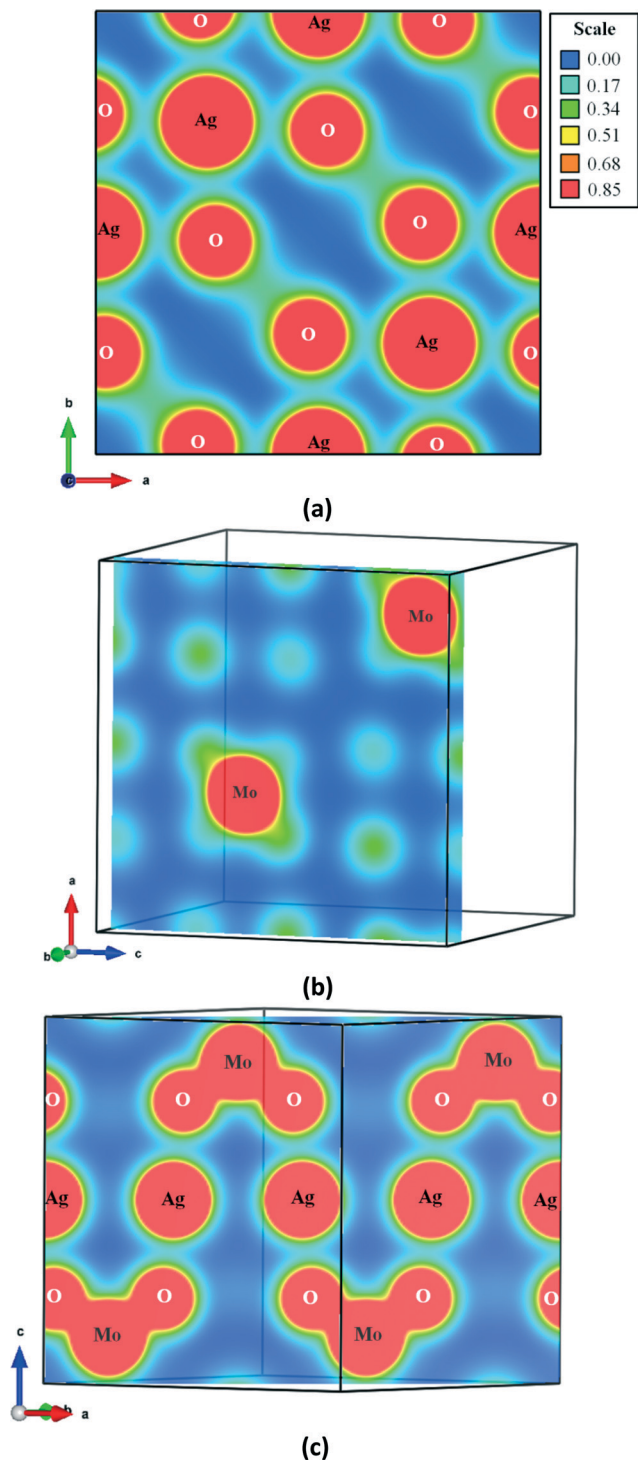 O Ag O
Scale
0.00
0.17
0.34
0.51
0.68
0.85
O Ag O O
Ag O O Ag
O O Ag O
O Ag O
b
c a
(a)
Mo
Mo
a
b c
(b)
Mo Mo
O O O O O
Ag Ag Ag Ag Ag
O O O O O
Mo Mo
c
b a
(c)